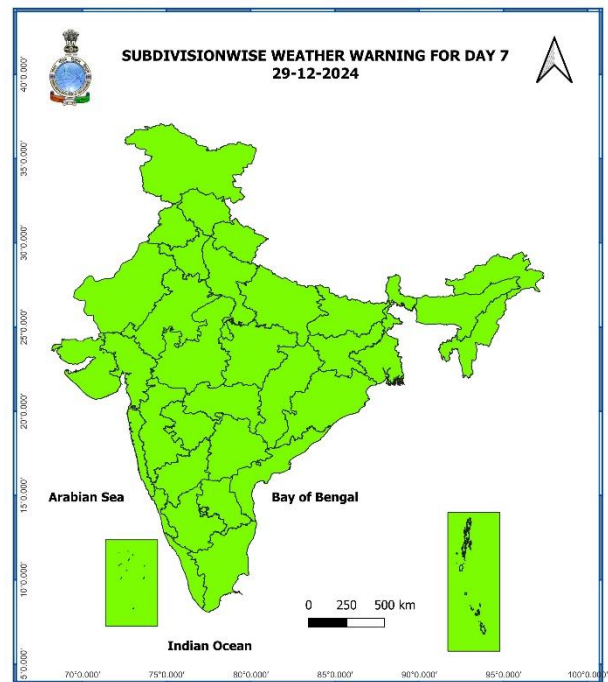 SUBDIVISIONWISE WEATHER WARNING FOR DAY 7
29-12-2024
40°0.000'
35°0.000'
30°0.000'
25°0.000'
20°0.000'
15°0.000'
10°0.000'
5°0.000'
Arabian Sea
Bay of Bengal
0 250 500 km
Indian Ocean
70°0.000' 75°0.000' 80°0.000' 85°0.000' 90°0.000' 95°0.000' 100°0.000'